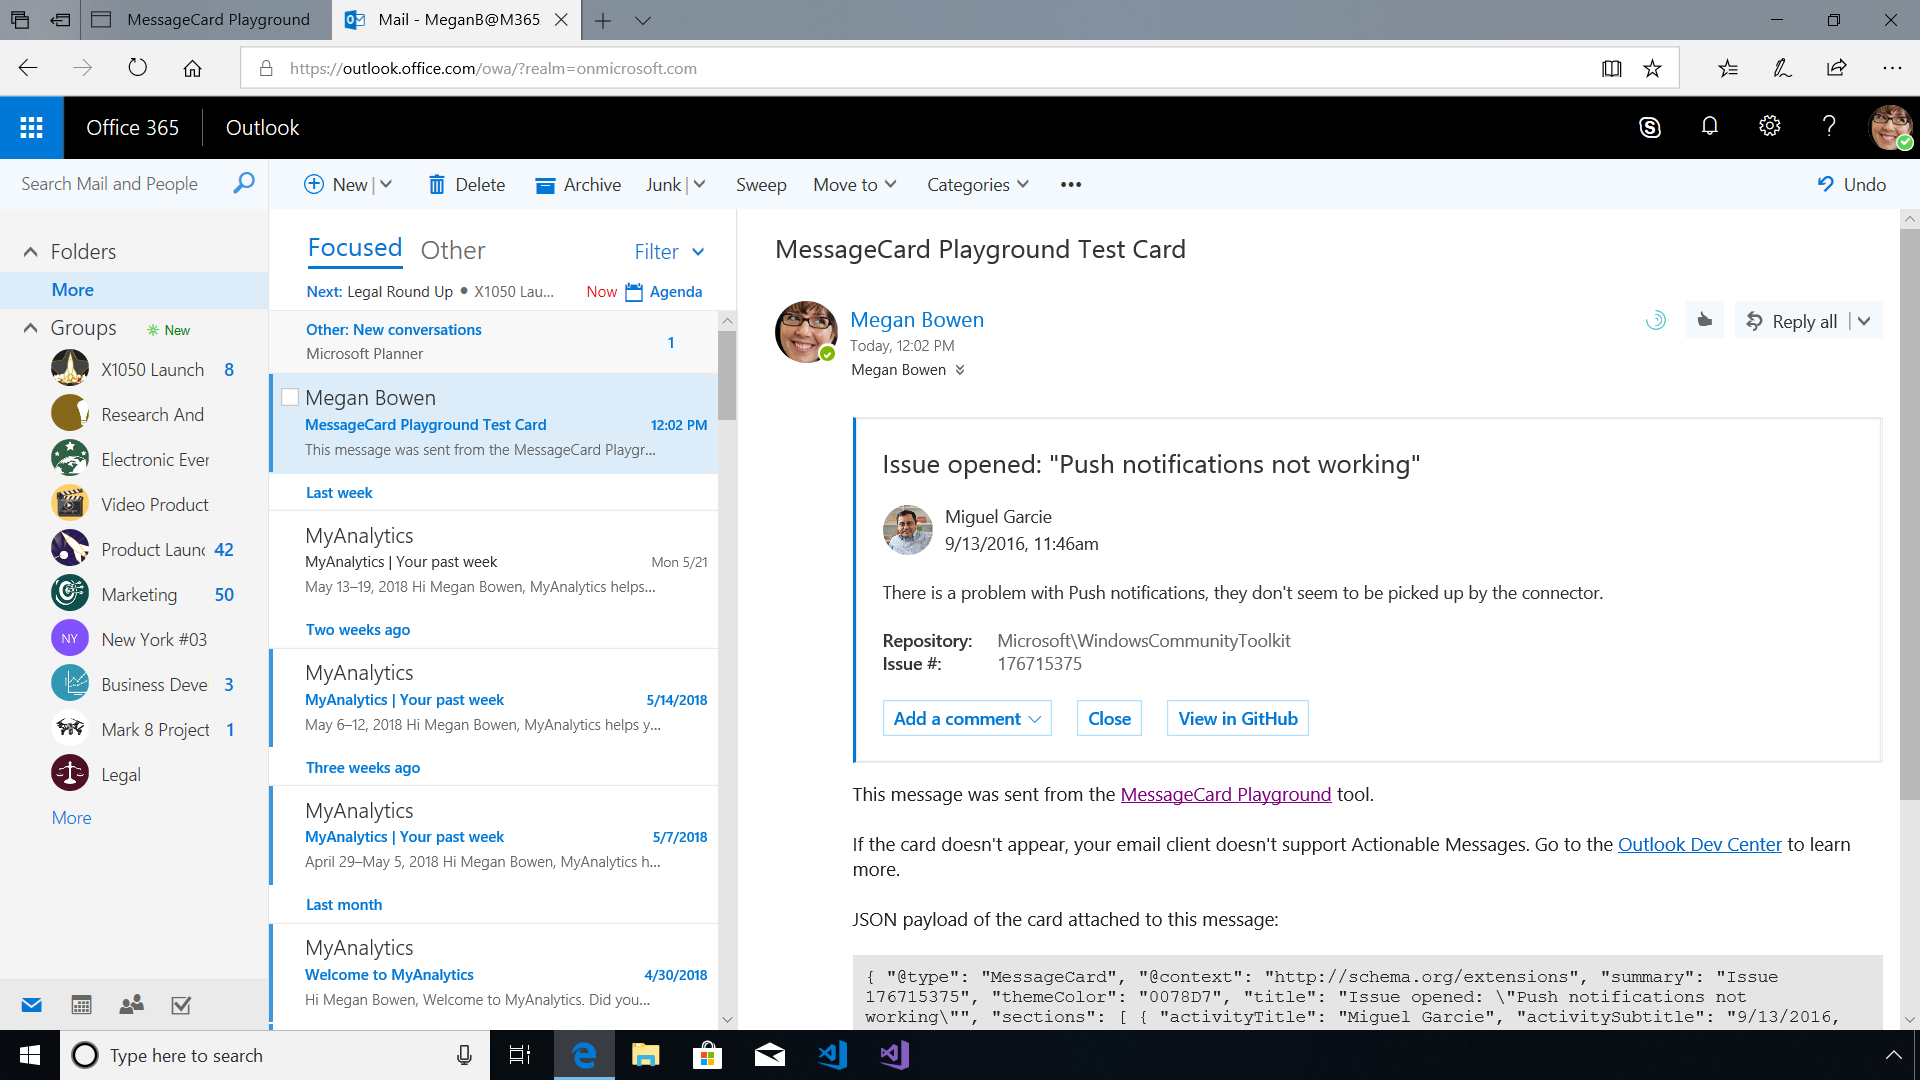 MessageCard Playground
Mail - MeganB@M365
https://outlook.office.com/owa/?realm=onmicrosoft.com
Office 365
Outlook
Search Mail and People
New
Delete
Archive
Junk
Sweep
Move to
Categories
Undo
Folders
More
Groups
New
X1050 Launch 8
Research And
Electronic Ever
Video Product
Product Laun 42
Marketing 50
NY
New York #03
Business Deve 3
Mark 8 Project 1
Legal
More
Focused
Other
Filter
Next: Legal Round Up • X1050 Lau...
Now
Agenda
Other: New conversations
1
Microsoft Planner
Megan Bowen
MessageCard Playground Test Card 12:02 PM
This message was sent from the MessageCard Playgr...
Last week
MyAnalytics
MyAnalytics | Your past week Mon 5/21
May 13–19, 2018 Hi Megan Bowen, MyAnalytics helps...
Two weeks ago
MyAnalytics
MyAnalytics | Your past week 5/14/2018
May 6–12, 2018 Hi Megan Bowen, MyAnalytics helps y...
Three weeks ago
MyAnalytics
MyAnalytics | Your past week 5/7/2018
April 29–May 5, 2018 Hi Megan Bowen, MyAnalytics h...
Last month
MyAnalytics
Welcome to MyAnalytics 4/30/2018
Hi Megan Bowen, Welcome to MyAnalytics. Did you...
MessageCard Playground Test Card
Megan Bowen
Today, 12:02 PM
Megan Bowen
Reply all
Issue opened: "Push notifications not working"
Miguel Garcie
9/13/2016, 11:46am
There is a problem with Push notifications, they don't seem to be picked up by the connector.
Repository: Microsoft\WindowsCommunityToolkit
Issue #: 176715375
Add a comment
Close
View in GitHub
This message was sent from the MessageCard Playground tool.
If the card doesn't appear, your email client doesn't support Actionable Messages. Go to the Outlook Dev Center to learn
more.
JSON payload of the card attached to this message:
{ "@type": "MessageCard", "@context": "http://schema.org/extensions", "summary": "Issue
176715375", "themeColor": "0078D7", "title": "Issue opened: \"Push notifications not
working\"", "sections": [ { "activityTitle": "Miguel Garcie", "activitySubtitle": "9/13/2016,
Type here to search